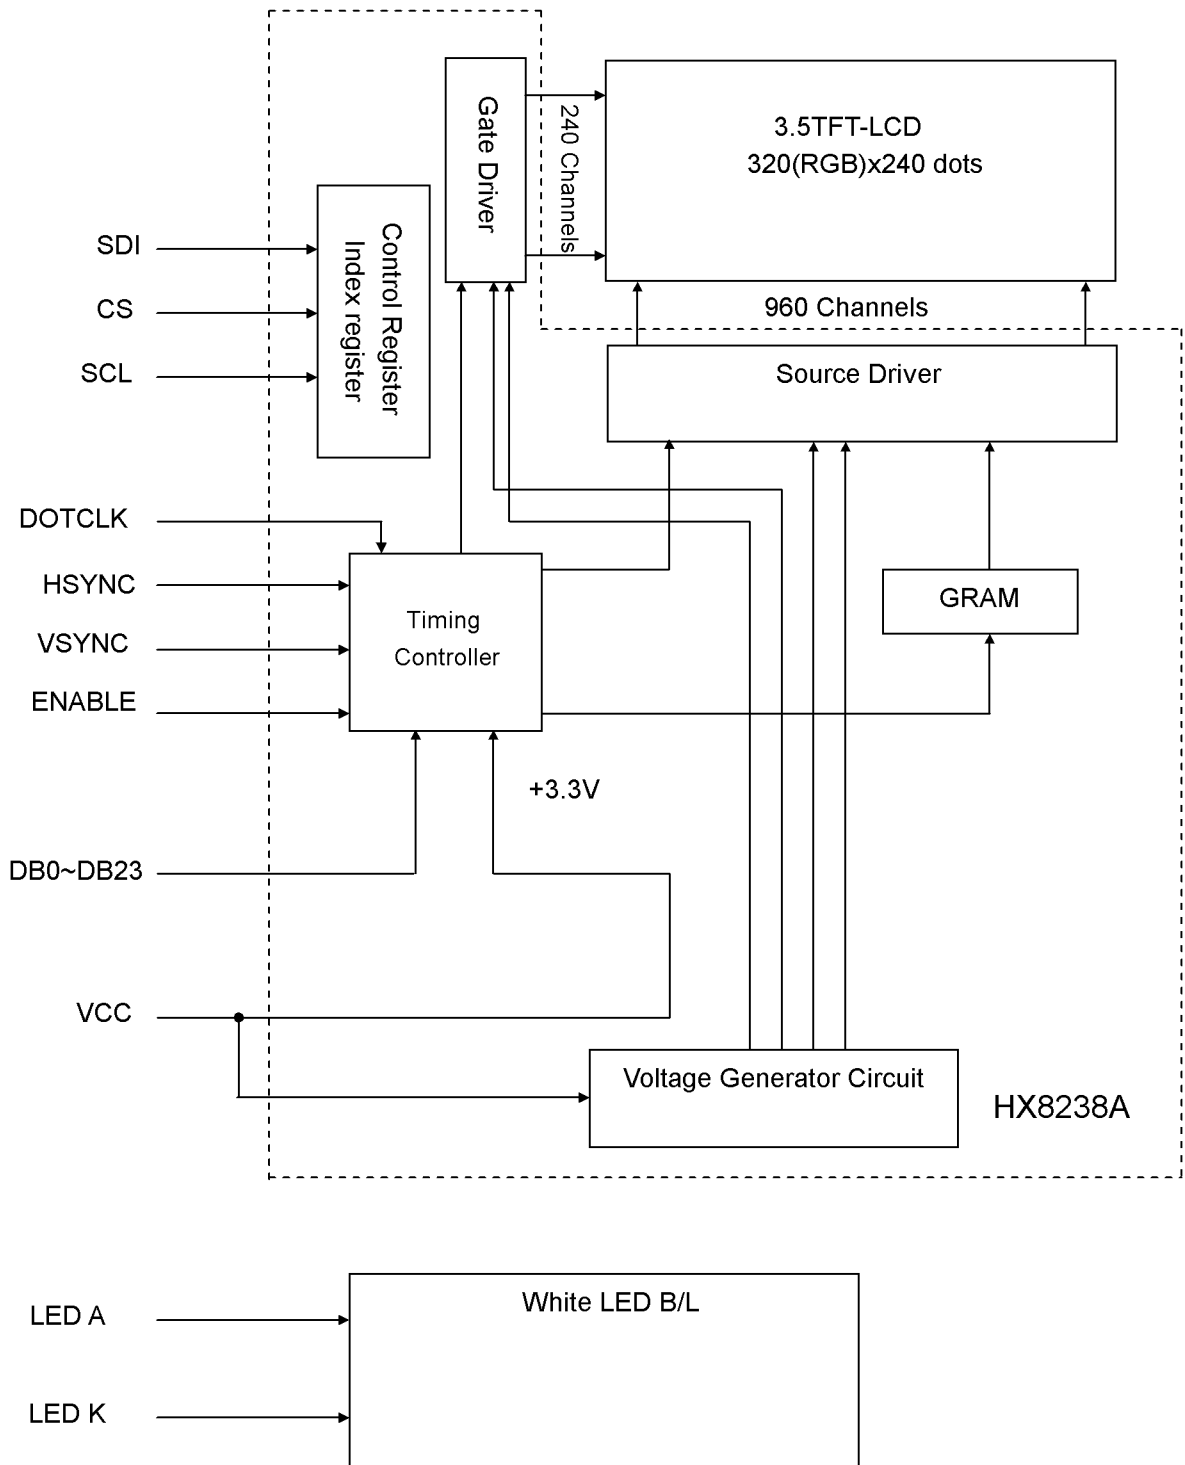 Gate Driver
240 Channels
3.5TFT-LCD
320(RGB)x240 dots
SDI
CS
SCL
Control Register
Index register
960 Channels
Source Driver
DOTCLK
HSYNC
VSYNC
ENABLE
Timing
Controller
GRAM
+3.3V
DB0~DB23
VCC
Voltage Generator Circuit
HX8238A
White LED B/L
LED A
LED K